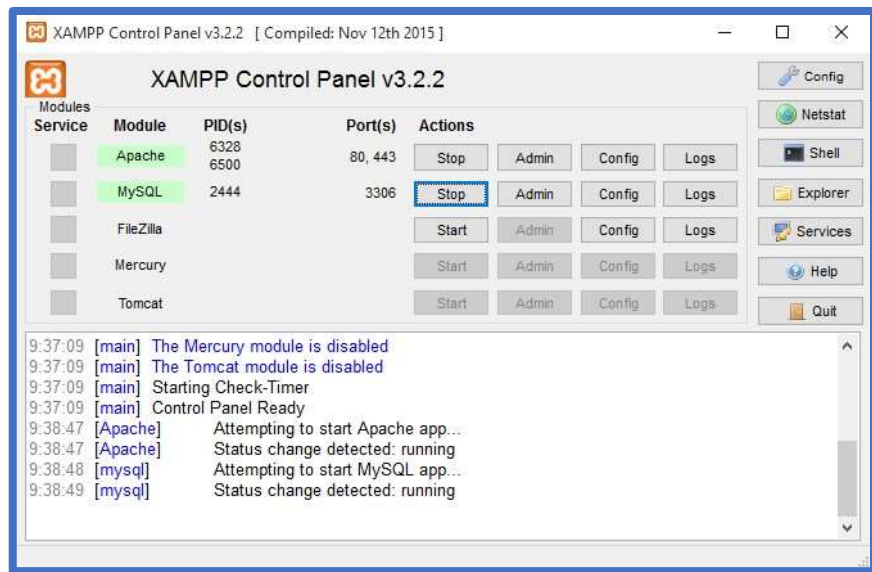 XAMPP Control Panel v3.2.2 [ Compiled: Nov 12th 2015 ]
XAMPP Control Panel v3.2.2
Config
Modules
Service Module PID(s) Port(s) Actions
Netstat
Apache 6328 6500 80, 443 Stop Admin Config Logs
Shell
MySQL 2444 3306 Stop Admin Config Logs
Explorer
FileZilla Start Admin Config Logs
Services
Mercury Start Admin Config Logs
Help
Tomcat Start Admin Config Logs
Quit
9:37:09 [main] The Mercury module is disabled
9:37:09 [main] The Tomcat module is disabled
9:37:09 [main] Starting Check-Timer
9:37:09 [main] Control Panel Ready
9:38:47 [Apache] Attempting to start Apache app...
9:38:47 [Apache] Status change detected: running
9:38:48 [mysql] Attempting to start MySQL app...
9:38:49 [mysql] Status change detected: running